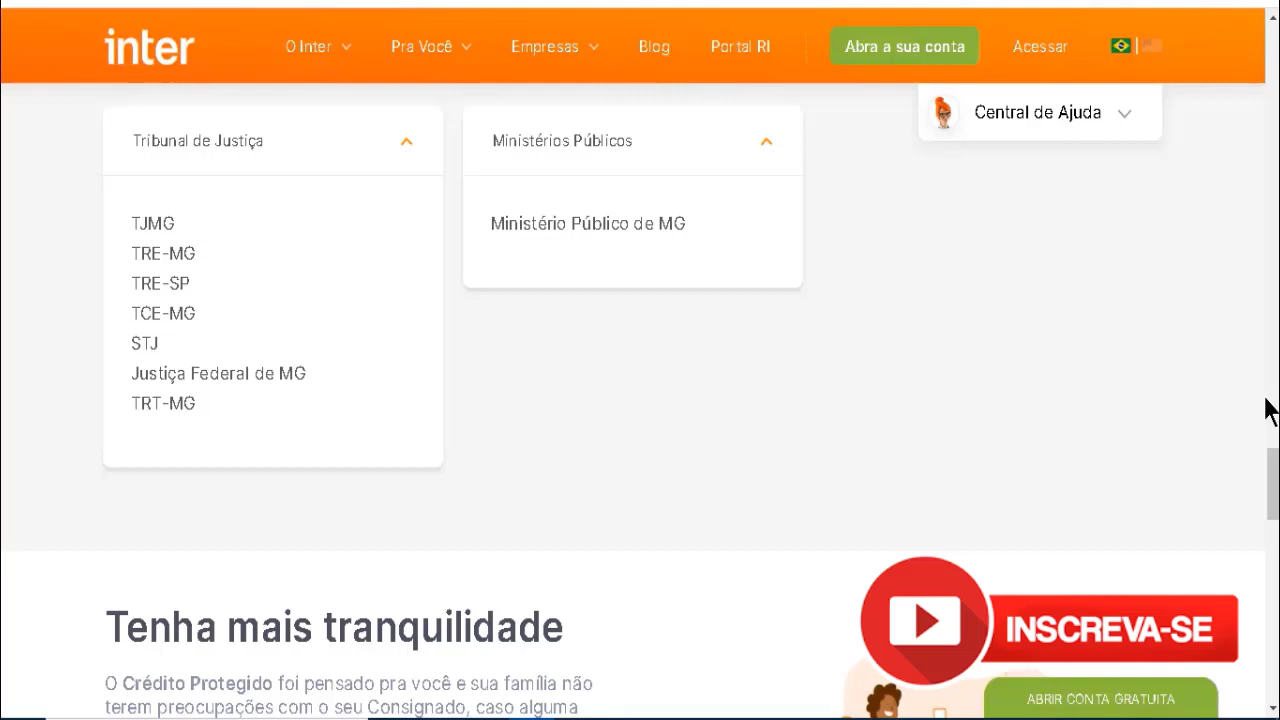 inter
O Inter
Pra Você
Empresas
Blog
Portal RI
Abra a sua conta
Acessar
Central de Ajuda
Tribunal de Justiça
TJMG
TRE-MG
TRE-SP
TCE-MG
STJ
Justiça Federal de MG
TRT-MG
Ministérios Públicos
Ministério Público de MG
Tenha mais tranquilidade
O Crédito Protegido foi pensado pra você e sua família não
terem preocupações com o seu Consignado, caso alguma
INSCREVA-SE
ABRIR CONTA GRATUITA